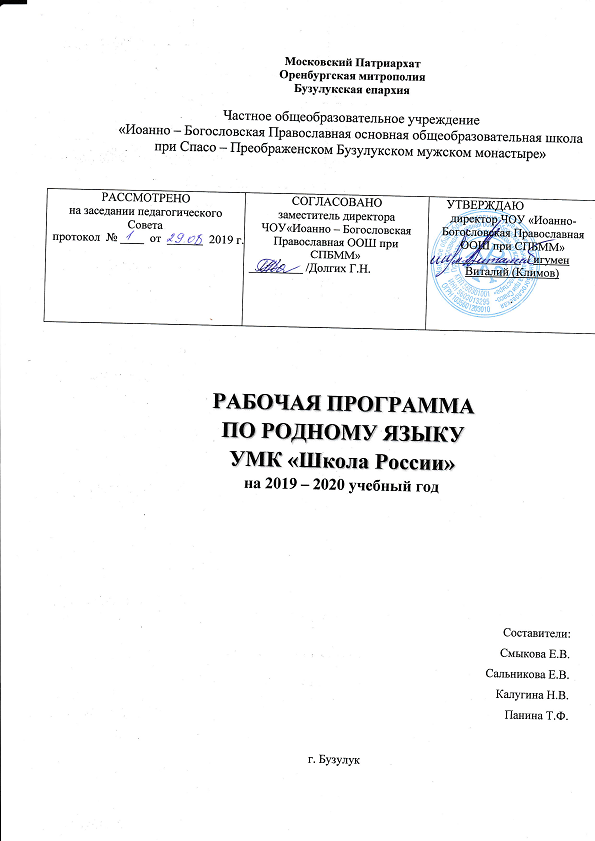 Московский Патриархат
Оренбургская митрополия
Бузулукская епархия
Частное общеобразовательное учреждение
«Иоанно – Богословская Православная основная общеобразовательная школа
при Спасо – Преображенском Бузулукском мужском монастыре»
РАССМОТРЕНО
на заседании педагогического
Совета
протокол № 1 от 29.08 2019 г.
СОГЛАСОВАНО
заместитель директора
ЧОУ«Иоанно – Богословская
Православная ООШ при
СПБММ»
/Долгих Г.Н.
УТВЕРЖДАЮ
директор ЧОУ «Иоанно-
Богословская Православная
ООШ при СПБММ»
игумен
Виталий (Климов)
РАБОЧАЯ ПРОГРАММА
ПО РОДНОМУ ЯЗЫКУ
УМК «Школа России»
на 2019 – 2020 учебный год
Составители:
Смыкова Е.В.
Сальникова Е.В.
Калугина Н.В.
Панина Т.Ф.
г. Бузулук